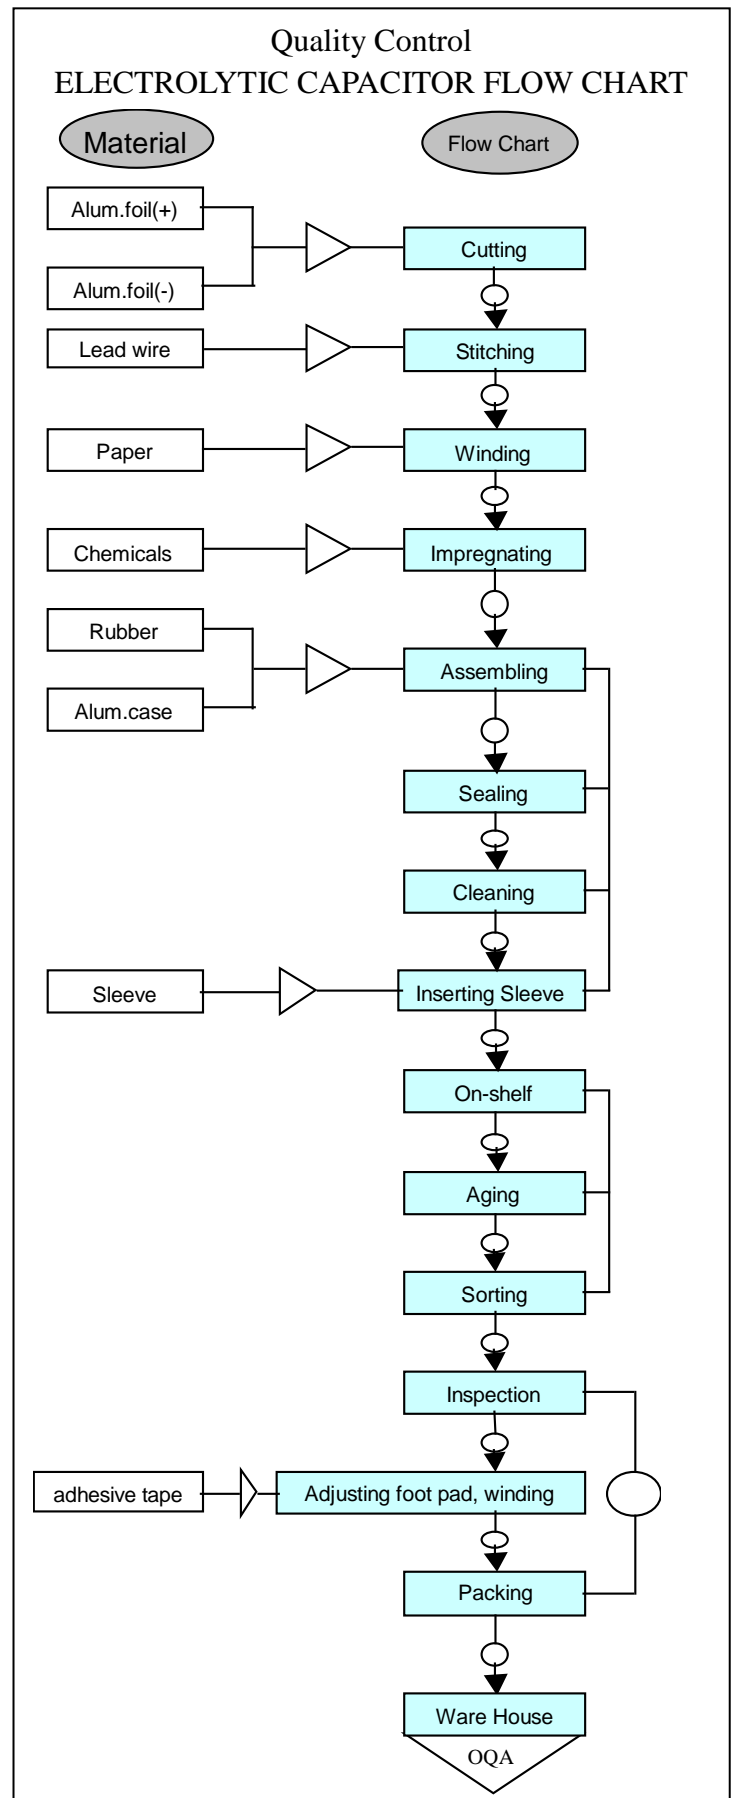 Quality Control
ELECTROLYTIC CAPACITOR FLOW CHART
Material
Flow Chart
Alum.foil(+)
Cutting
Alum.foil(-)
Lead wire
Stitching
Paper
Winding
Chemicals
Impregnating
Rubber
Assembling
Alum.case
Sealing
Cleaning
Sleeve
Inserting Sleeve
On-shelf
Aging
Sorting
Inspection
adhesive tape
Adjusting foot pad, winding
Packing
Ware House
OQA